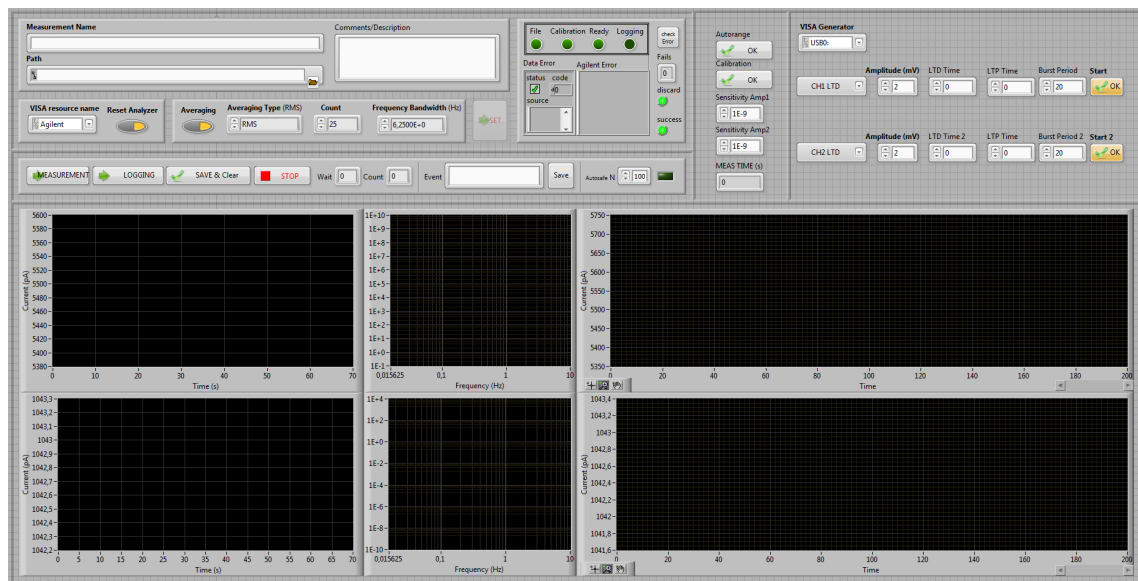 Measurement Name
Comments/Description
Path
VISA resource name
Agilent
Reset Analyzer
Averaging
Averaging Type (RMS)
RMS
Count
25
Frequency Bandwidth (Hz)
6,2500E+0
SET
File Calibration Ready Logging
check Error
Data Error
Agilent Error
status code
0
source
Fails
0
discard
success
MEASUREMENT
LOGGING
SAVE & Clear
STOP
Wait 0
Count 0
Event
Save
Autosafe N 100
Autorange
OK
Calibration
OK
Sensitivity Amp1
1E-9
Sensitivity Amp2
1E-9
MEAS TIME (s)
0
VISA Generator
USB0:
Amplitude (mV) LTD Time LTP Time Burst Period Start
CH1 LTD 2 0 0 20 OK
Amplitude (mV) LTD Time 2 LTP Time Burst Period 2 Start 2
CH2 LTD 2 0 0 20 OK
Current (pA)
5600
5580
5560
5540
5520
5500
5480
5460
5440
5420
5400
5380
0 10 20 30 40 50 60 70
Time (s)
1E+10
1E+9
1E+8
1E+7
1E+6
1E+5
1E+4
1E+3
1E+2
1E+1
1E+0
1E-1
0,015625 0,1 1 10
Frequency (Hz)
Current (pA)
5750
5700
5650
5600
5550
5500
5450
5400
5350
0 20 40 60 80 100 120 140 160 180 200
Time
Current (pA)
1043,3
1043,2
1043,1
1043
1042,9
1042,8
1042,7
1042,6
1042,5
1042,4
1042,3
1042,2
0 5 10 15 20 25 30 35 40 45 50 55 60 65 70
Time (s)
1E+4
1E+2
1E+0
1E-2
1E-4
1E-6
1E-8
1E-10
0,015625 0,1 1 10
Frequency (Hz)
Current (pA)
1043,4
1043,2
1043
1042,8
1042,6
1042,4
1042,2
1042
1041,8
1041,6
0 20 40 60 80 100 120 140 160 180 200
Time